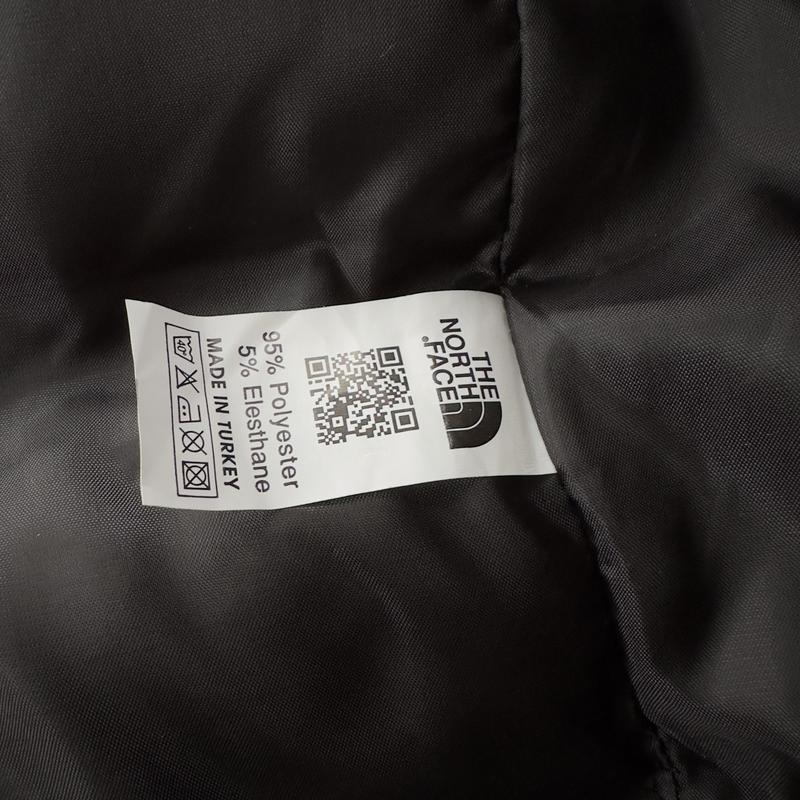 THE
NORTH
FACE
95% Polyester
5% Elesthane
MADE IN TURKEY
40°